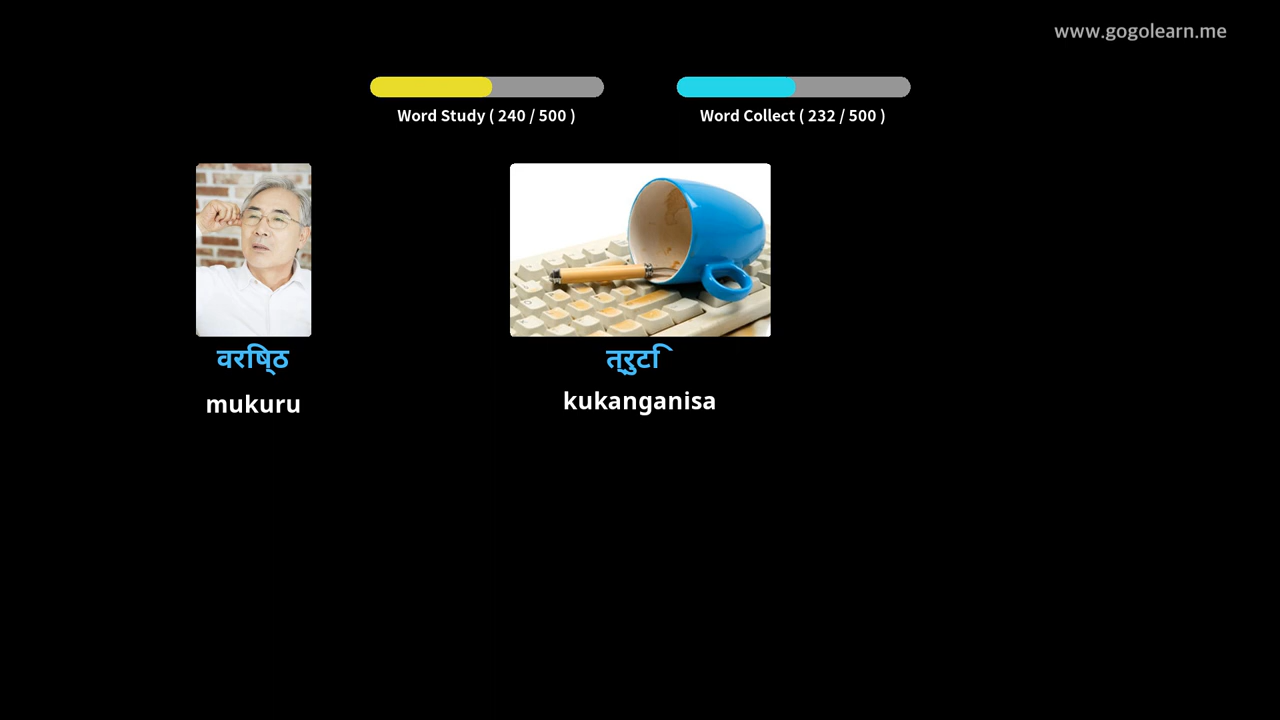 www.gogolearn.me
Word Study ( 240 / 500 )
Word Collect ( 232 / 500 )
वरिष्ठ
mukuru
त्रुटि
kukanganisa